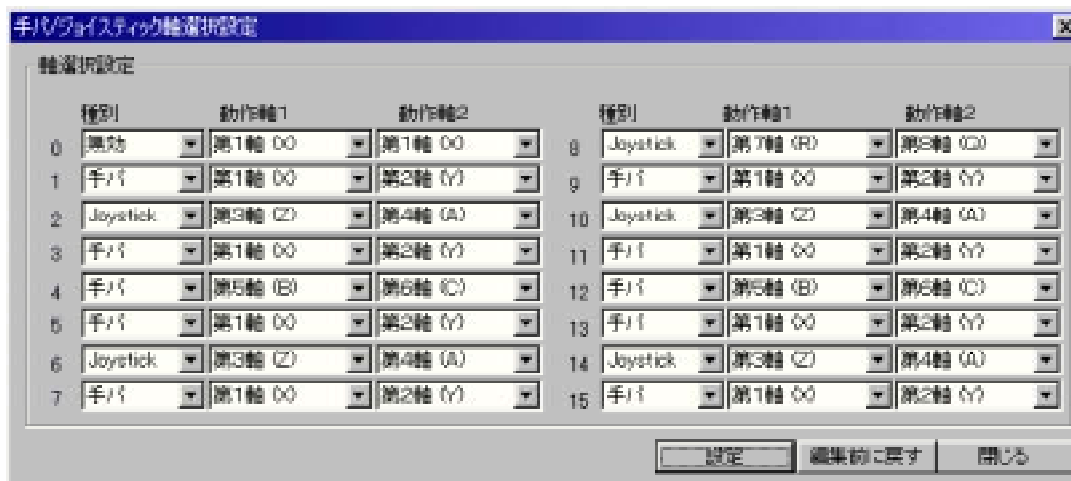 手パ/ジョイスティック軸選択設定
軸選択設定
種別 動作軸1 動作軸2 種別 動作軸1 動作軸2
0 無効 第1軸 (X) 第1軸 (X) 8 Joystick 第7軸 (R) 第8軸 (Q)
1 手パ 第1軸 (X) 第2軸 (Y) 9 手パ 第1軸 (X) 第2軸 (Y)
2 Joystick 第3軸 (Z) 第4軸 (A) 10 Joystick 第3軸 (Z) 第4軸 (A)
3 手パ 第1軸 (X) 第2軸 (Y) 11 手パ 第1軸 (X) 第2軸 (Y)
4 手パ 第5軸 (B) 第6軸 (C) 12 手パ 第5軸 (B) 第6軸 (C)
5 手パ 第1軸 (X) 第2軸 (Y) 13 手パ 第1軸 (X) 第2軸 (Y)
6 Joystick 第3軸 (Z) 第4軸 (A) 14 Joystick 第3軸 (Z) 第4軸 (A)
7 手パ 第1軸 (X) 第2軸 (Y) 15 手パ 第1軸 (X) 第2軸 (Y)
設定 編集前に戻す 閉じる